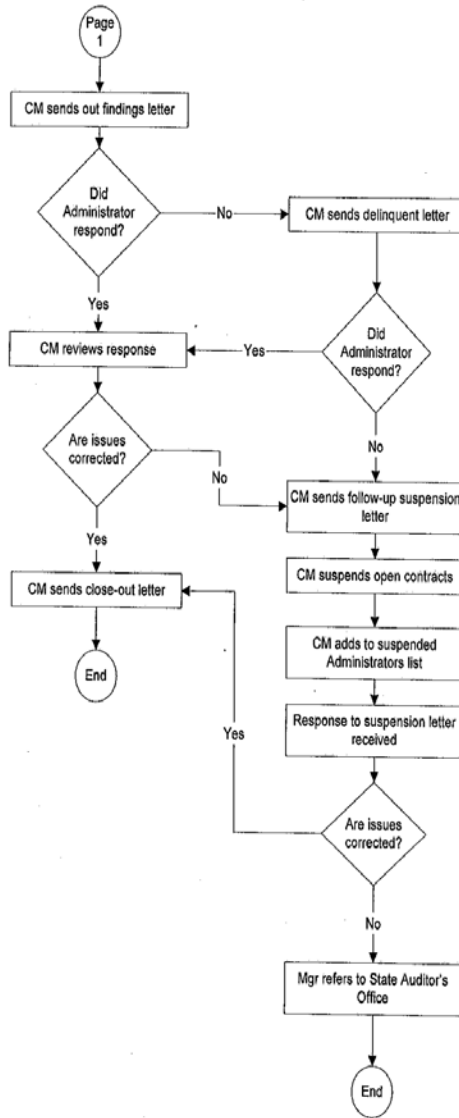 Page
1
CM sends out findings letter
Did
Administrator
respond?
No
CM sends delinquent letter
Yes
Did
Administrator
respond?
Yes
CM reviews response
No
Are issues
corrected?
No
CM sends follow-up suspension
letter
Yes
CM suspends open contracts
CM sends close-out letter
CM adds to suspended
Administrators list
End
Response to suspension letter
received
Yes
Are issues
corrected?
No
Mgr refers to State Auditor's
Office
End